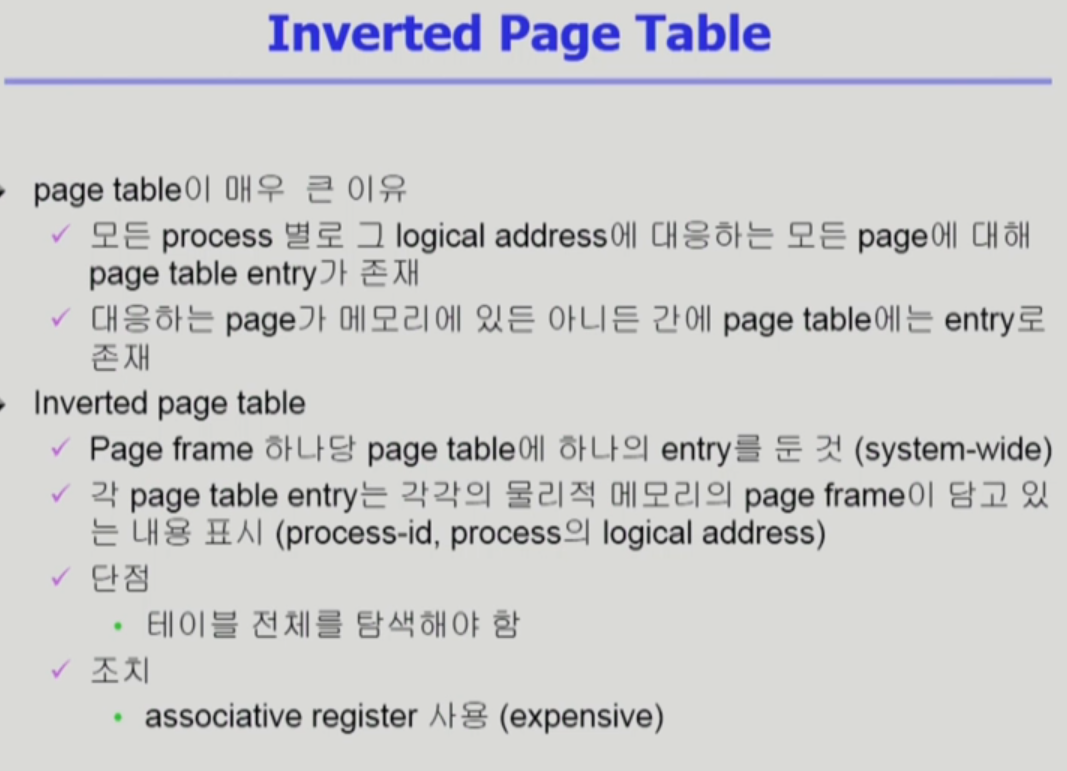 Inverted Page Table
page table이 매우 큰 이유
모든 process 별로 그 logical address에 대응하는 모든 page에 대해
page table entry가 존재
대응하는 page가 메모리에 있든 아니든 간에 page table에는 entry로
존재
Inverted page table
Page frame 하나당 page table에 하나의 entry를 둔 것 (system-wide)
각 page table entry는 각각의 물리적 메모리의 page frame이 담고 있
는 내용 표시 (process-id, process의 logical address)
단점
테이블 전체를 탐색해야 함
조치
associative register 사용 (expensive)